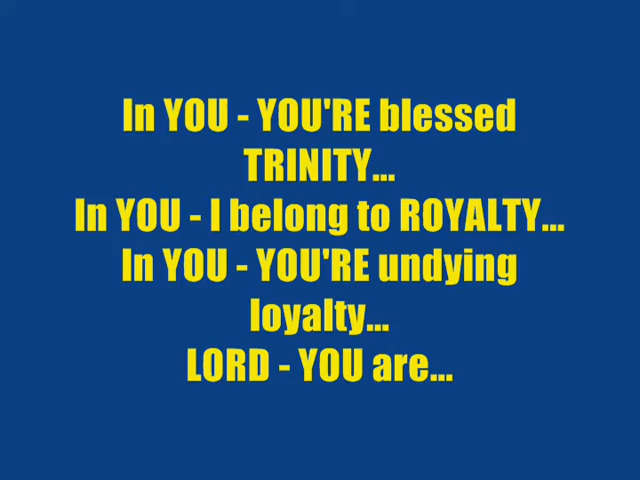 In YOU - YOU'RE blessed
TRINITY...
In YOU - I belong to ROYALTY...
In YOU - YOU'RE undying
loyalty...
LORD - YOU are...